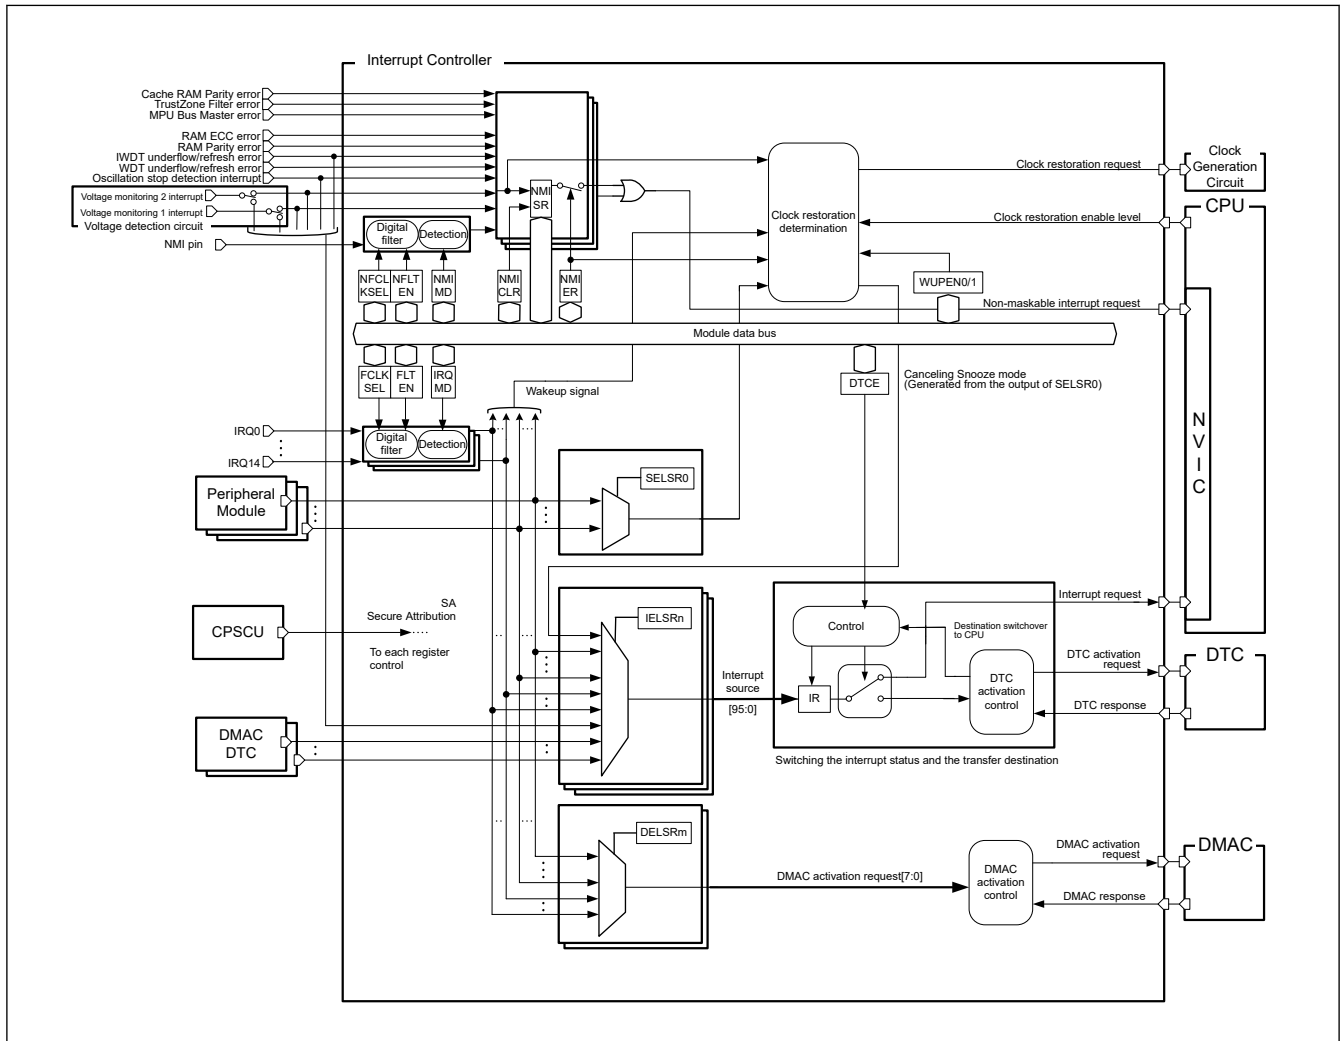 Interrupt Controller
Cache RAM Parity error
TrustZone Filter error
MPU Bus Master error
RAM ECC error
RAM Parity error
IWDT underflow/refresh error
WDT underflow/refresh error
Oscillation stop detection interrupt
Voltage monitoring 2 interrupt
Voltage monitoring 1 interrupt
Voltage detection circuit
NMI pin
Digital
filter
Detection
NMI
SR
NFCL
KSEL
NFLT
EN
NMI
MD
NMI
CLR
NMI
ER
Clock restoration
determination
WUPEN0/1
Clock restoration request
Clock restoration enable level
Non-maskable interrupt request
Clock
Generation
Circuit
CPU
N
V
I
C
Module data bus
FCLK
SEL
FLT
EN
IRQ
MD
Wakeup signal
DTCE
Canceling Snooze mode
(Generated from the output of SELSR0)
IRQ0
IRQ14
Digital
filter
Detection
Peripheral
Module
SELSR0
CPSCU
SA
Secure Attribution
To each register
control
IELSRn
Interrupt
source
[95:0]
Control
Destination switchover
to CPU
IR
DTC
activation
control
Interrupt request
DTC activation
request
DTC response
DTC
Switching the interrupt status and the transfer destination
DMAC
DTC
DELSRm
DMAC activation request[7:0]
DMAC
activation
control
DMAC activation
request
DMAC response
DMAC